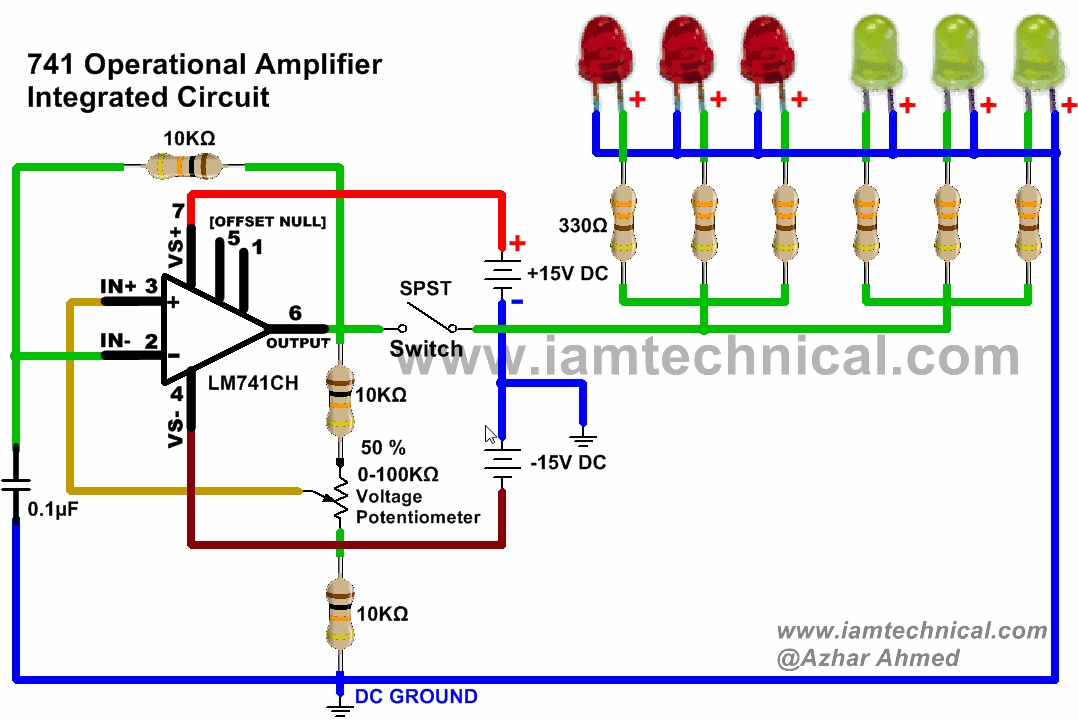 741 Operational Amplifier
Integrated Circuit
10KΩ
+ + + + + +
330Ω
7
VS+
[OFFSET NULL]
5
1
+
+15V DC
-
IN+ 3
+
SPST
6
OUTPUT
IN- 2
-
Switch
www.iamtechnical.com
LM741CH
4
VS-
10KΩ
50 %
0-100KΩ
Voltage
Potentiometer
-15V DC
0.1µF
10KΩ
www.iamtechnical.com
@Azhar Ahmed
DC GROUND